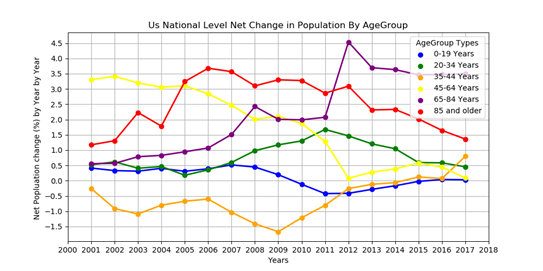 Us National Level Net Change in Population By AgeGroup
Net Popluation change (%) by Year by Year
4.5
4.0
3.5
3.0
2.5
2.0
1.5
1.0
0.5
0.0
−0.5
−1.0
−1.5
AgeGroup Types
0-19 Years
20-34 Years
35-44 Years
45-64 Years
65-84 Years
85 and older
2000 2001 2002 2003 2004 2005 2006 2007 2008 2009 2010 2011 2012 2013 2014 2015 2016 2017 2018
Years